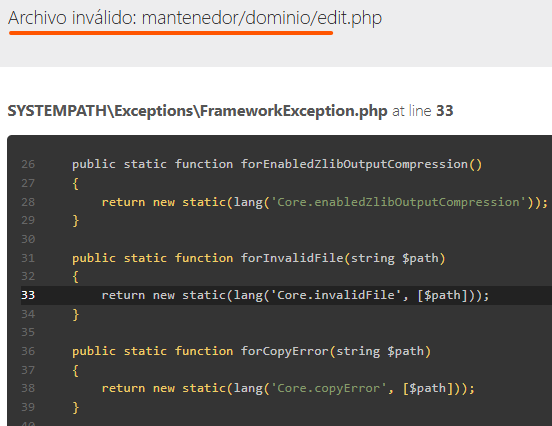 Archivo inválido: mantenedor/dominio/edit.php
SYSTEMPATH\Exceptions\FrameworkException.php at line 33
26 public static function forEnabledZlibOutputCompression()
27 {
28 return new static(lang('Core.enabledZlibOutputCompression'));
29 }
30
31 public static function forInvalidFile(string $path)
32 {
33 return new static(lang('Core.invalidFile', [$path]));
34 }
35
36 public static function forCopyError(string $path)
37 {
38 return new static(lang('Core.copyError', [$path]));
39 }